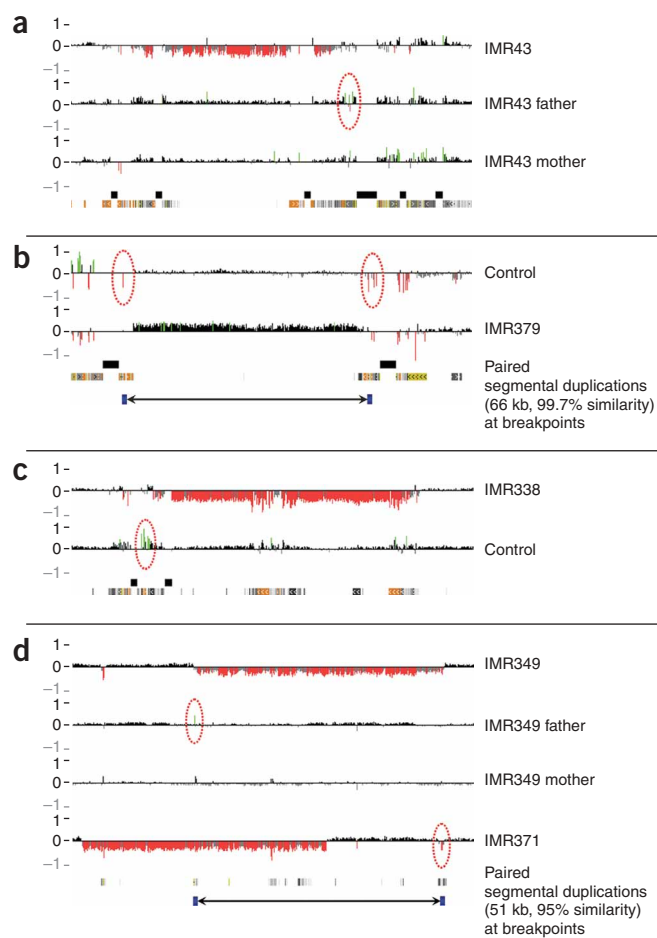 a
1
0
−1
IMR43
1
0
IMR43 father
−1
1
0
IMR43 mother
−1
b
1
0
−1
Control
1
0
−1
IMR379
Paired
segmental duplications
(66 kb, 99.7% similarity)
at breakpoints
c
1
0
−1
IMR338
1
0
−1
Control
d
1
0
−1
IMR349
1
0
−1
IMR349 father
1
0
−1
IMR349 mother
1
0
−1
IMR371
Paired
segmental duplications
(51 kb, 95% similarity)
at breakpoints